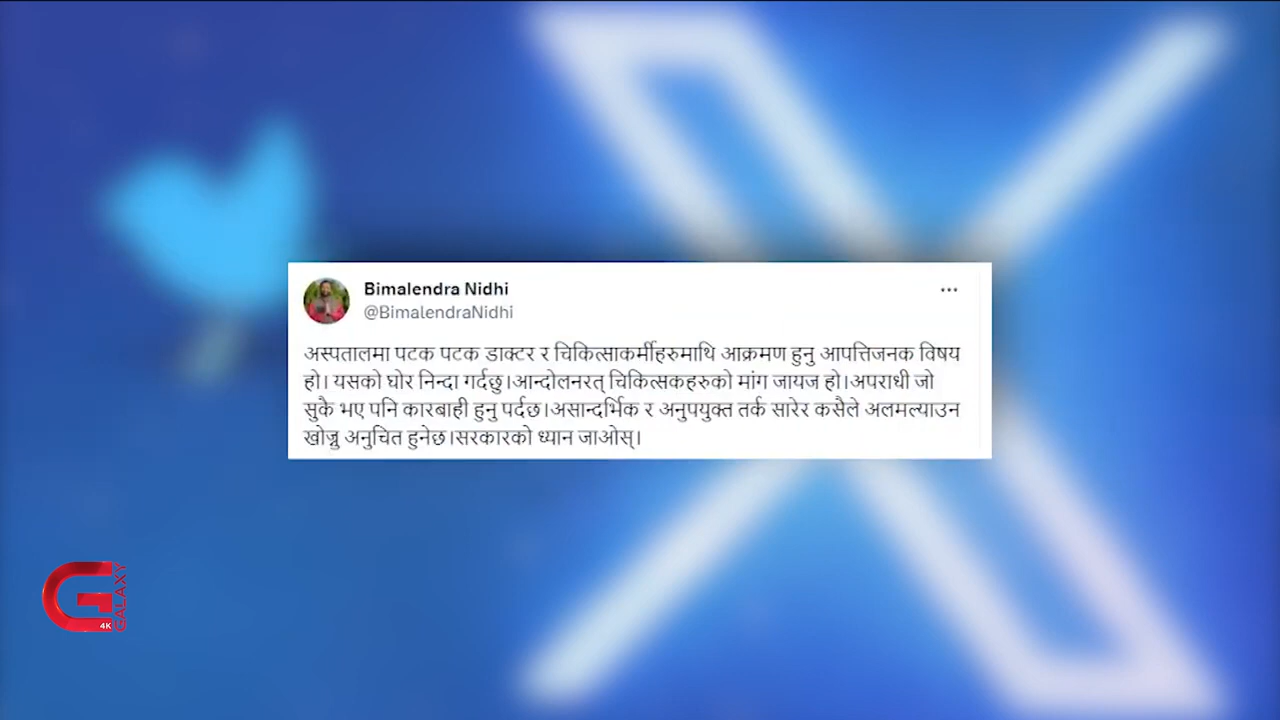 Bimalendra Nidhi
@BimalendraNidhi
अस्पतालमा पटक पटक डाक्टर र चिकित्साकर्मीहरुमाथि आक्रमण हुनु आपत्तिजनक विषय
हो। यसको घोर निन्दा गर्दछु।आन्दोलनरत् चिकित्सकहरुको मांग जायज हो।अपराधी जो
सुकै भए पनि कारबाही हुनु पर्दछ।असान्दर्भिक र अनुपयुक्त तर्क सारेर कसैले अलमल्याउन
खोज्नु अनुचित हुनेछ।सरकारको ध्यान जाओस्।
G
4K
GALAXY